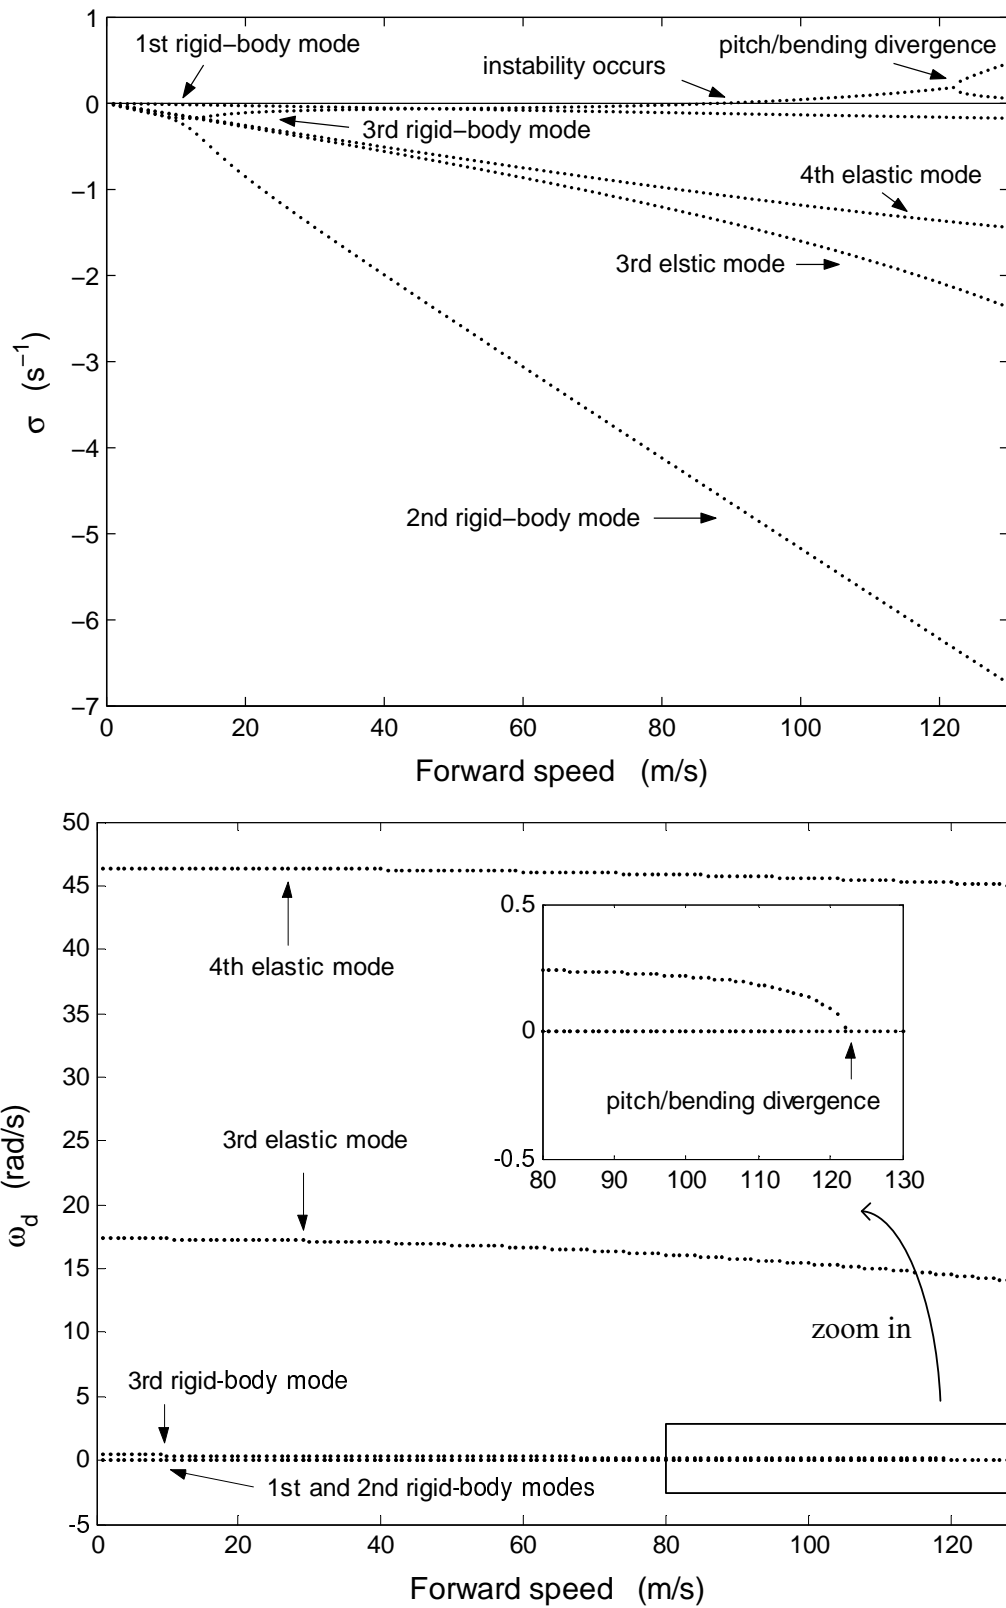 1
0
−1
−2
−3
−4
−5
−6
−7
σ (s−1)
1st rigid−body mode
pitch/bending divergence
instability occurs
3rd rigid−body mode
4th elastic mode
3rd elstic mode
2nd rigid−body mode
0 20 40 60 80 100 120
Forward speed (m/s)
50
45
40
35
30
25
20
15
10
5
0
-5
ωd (rad/s)
4th elastic mode
0.5
0
-0.5
pitch/bending divergence
80 90 100 110 120 130
3rd elastic mode
zoom in
3rd rigid-body mode
1st and 2nd rigid-body modes
0 20 40 60 80 100 120
Forward speed (m/s)